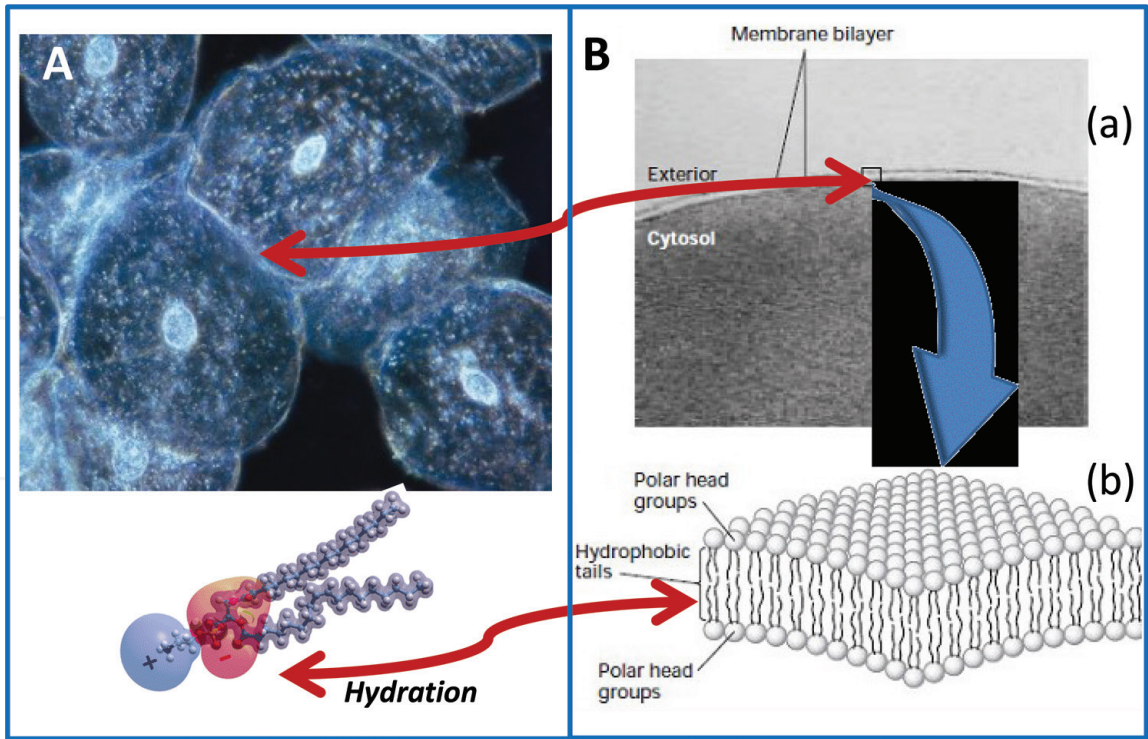 A
+
-
Hydration
B
Membrane bilayer
(a)
Exterior
Cytosol
(b)
Polar head
groups
Hydrophobic
tails
Polar head
groups